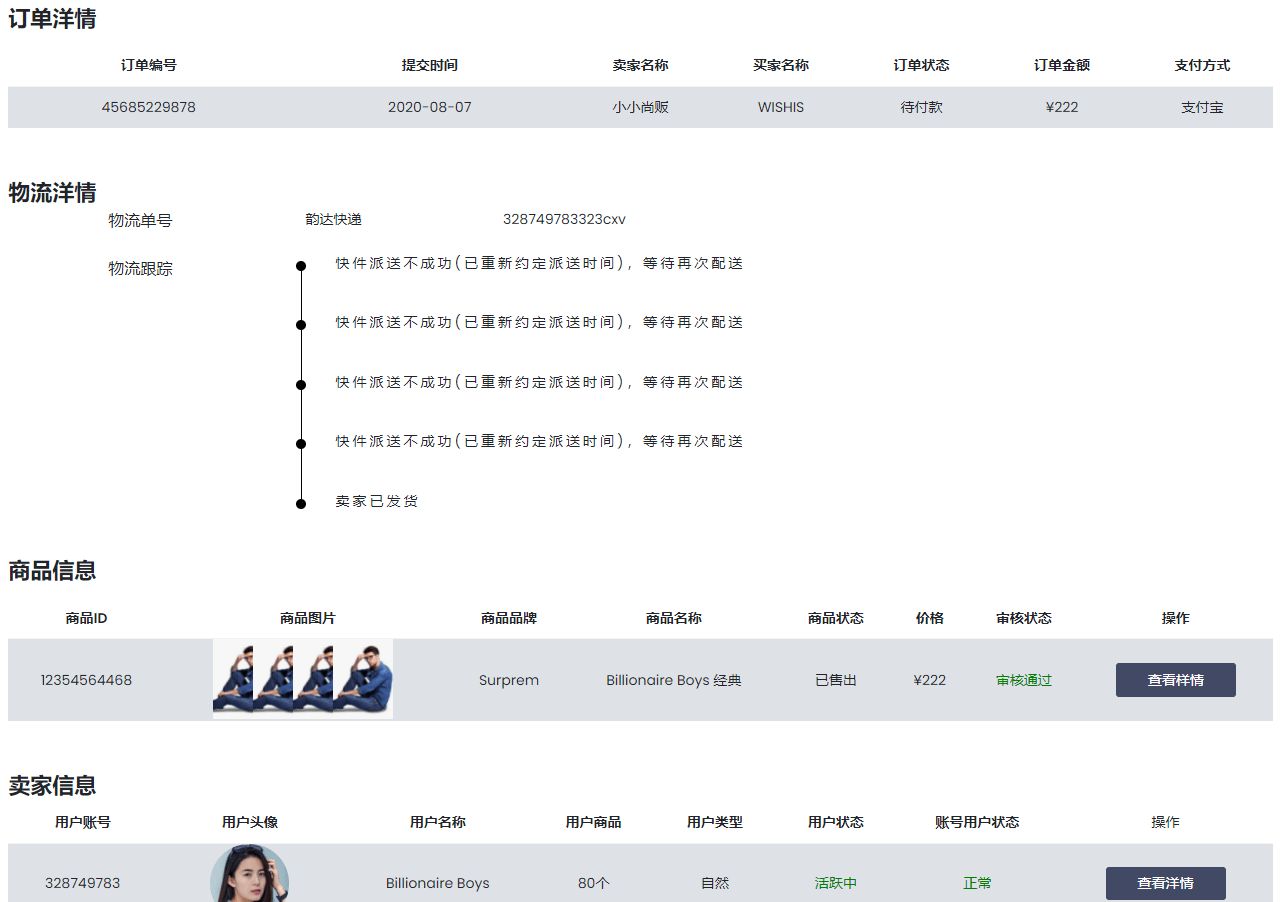 订单洋情
订单编号 提交时间 卖家名称 买家名称 订单状态 订单金额 支付方式
45685229878 2020-08-07 小小尚贩 WISHIS 待付款 ¥222 支付宝
物流洋情
物流单号 韵达快递 328749783323cxv
物流跟踪 快件派送不成功(已重新约定派送时间)，等待再次配送
快件派送不成功(已重新约定派送时间)，等待再次配送
快件派送不成功(已重新约定派送时间)，等待再次配送
快件派送不成功(已重新约定派送时间)，等待再次配送
卖家已发货
商品信息
商品ID 商品图片 商品品牌 商品名称 商品状态 价格 审核状态 操作
12354564468 Surprem Billionaire Boys 经典 已售出 ¥222 审核通过 查看样情
卖家信息
用户账号 用户头像 用户名称 用户商品 用户类型 用户状态 账号用户状态 操作
328749783 Billionaire Boys 80个 自然 活跃中 正常 查看洋情